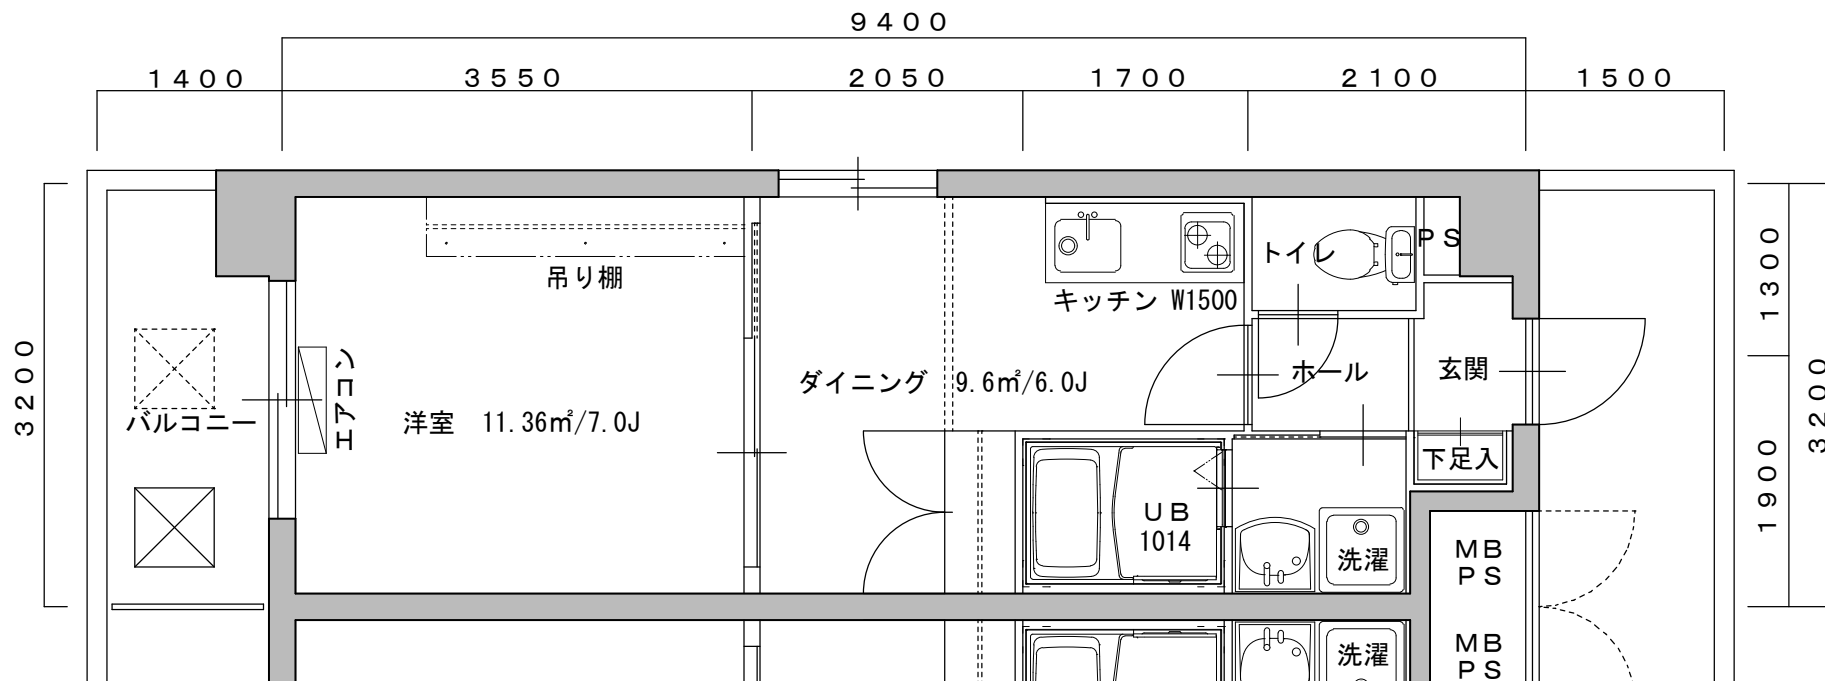 9400
1400
3550
2050
1700
2100
1500
吊り棚
キッチン W1500
トイレ
PS
1300
3200
エアコン
バルコニー
洋室 11.36㎡/7.0J
ダイニング 9.6㎡/6.0J
ホール
玄関
3200
下足入
1900
UB
1014
洗濯
MB
PS
洗濯
MB
PS